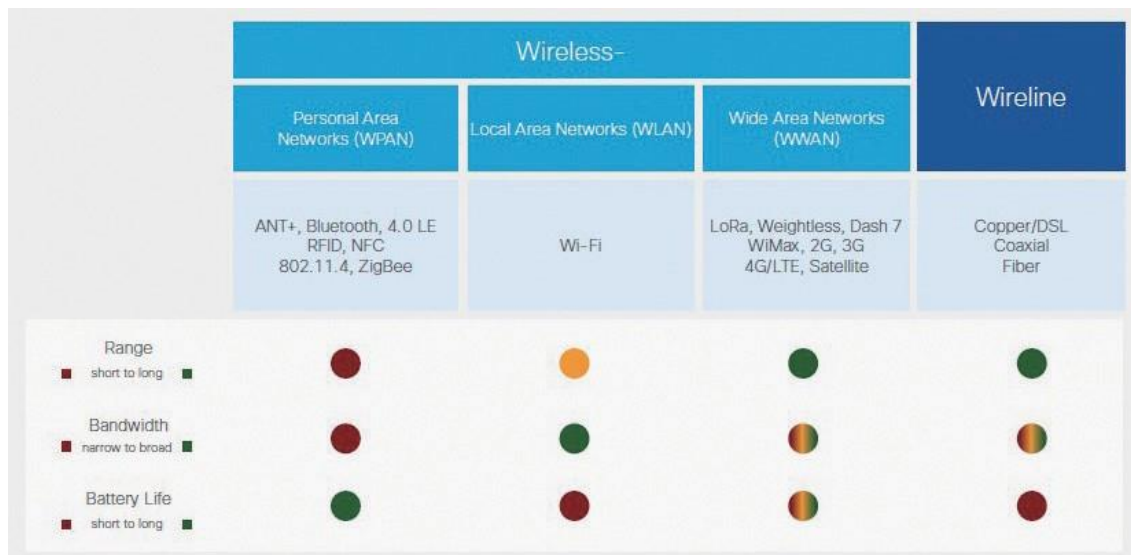 Wireless-
Wireline
Personal Area
Networks (WPAN)
Local Area Networks (WLAN)
Wide Area Networks
(WWAN)
ANT+, Bluetooth, 4.0 LE
RFID, NFC
802.11.4, ZigBee
Wi-Fi
LoRa, Weightless, Dash 7
WiMax, 2G, 3G
4G/LTE, Satellite
Copper/DSL
Coaxial
Fiber
Range
short to long
Bandwidth
narrow to broad
Battery Life
short to long